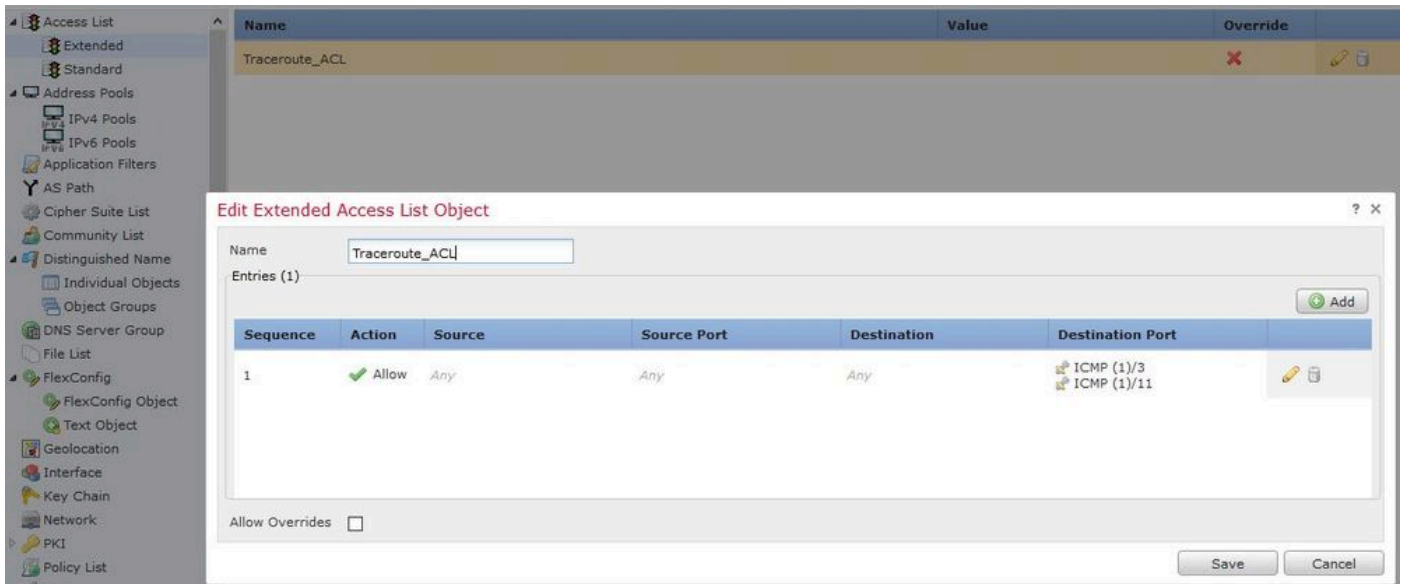 Access List
Extended
Standard
Address Pools
IPv4 Pools
IPv6 Pools
Application Filters
AS Path
Cipher Suite List
Community List
Distinguished Name
Individual Objects
Object Groups
DNS Server Group
File List
FlexConfig
FlexConfig Object
Text Object
Geolocation
Interface
Key Chain
Network
PKI
Policy List
Name Value Override
Traceroute_ACL
Edit Extended Access List Object ? X
Name Traceroute_ACL
Entries (1)
Add
Sequence Action Source Source Port Destination Destination Port
1 Allow Any Any Any ICMP (1)/3
ICMP (1)/11
Allow Overrides
Save Cancel